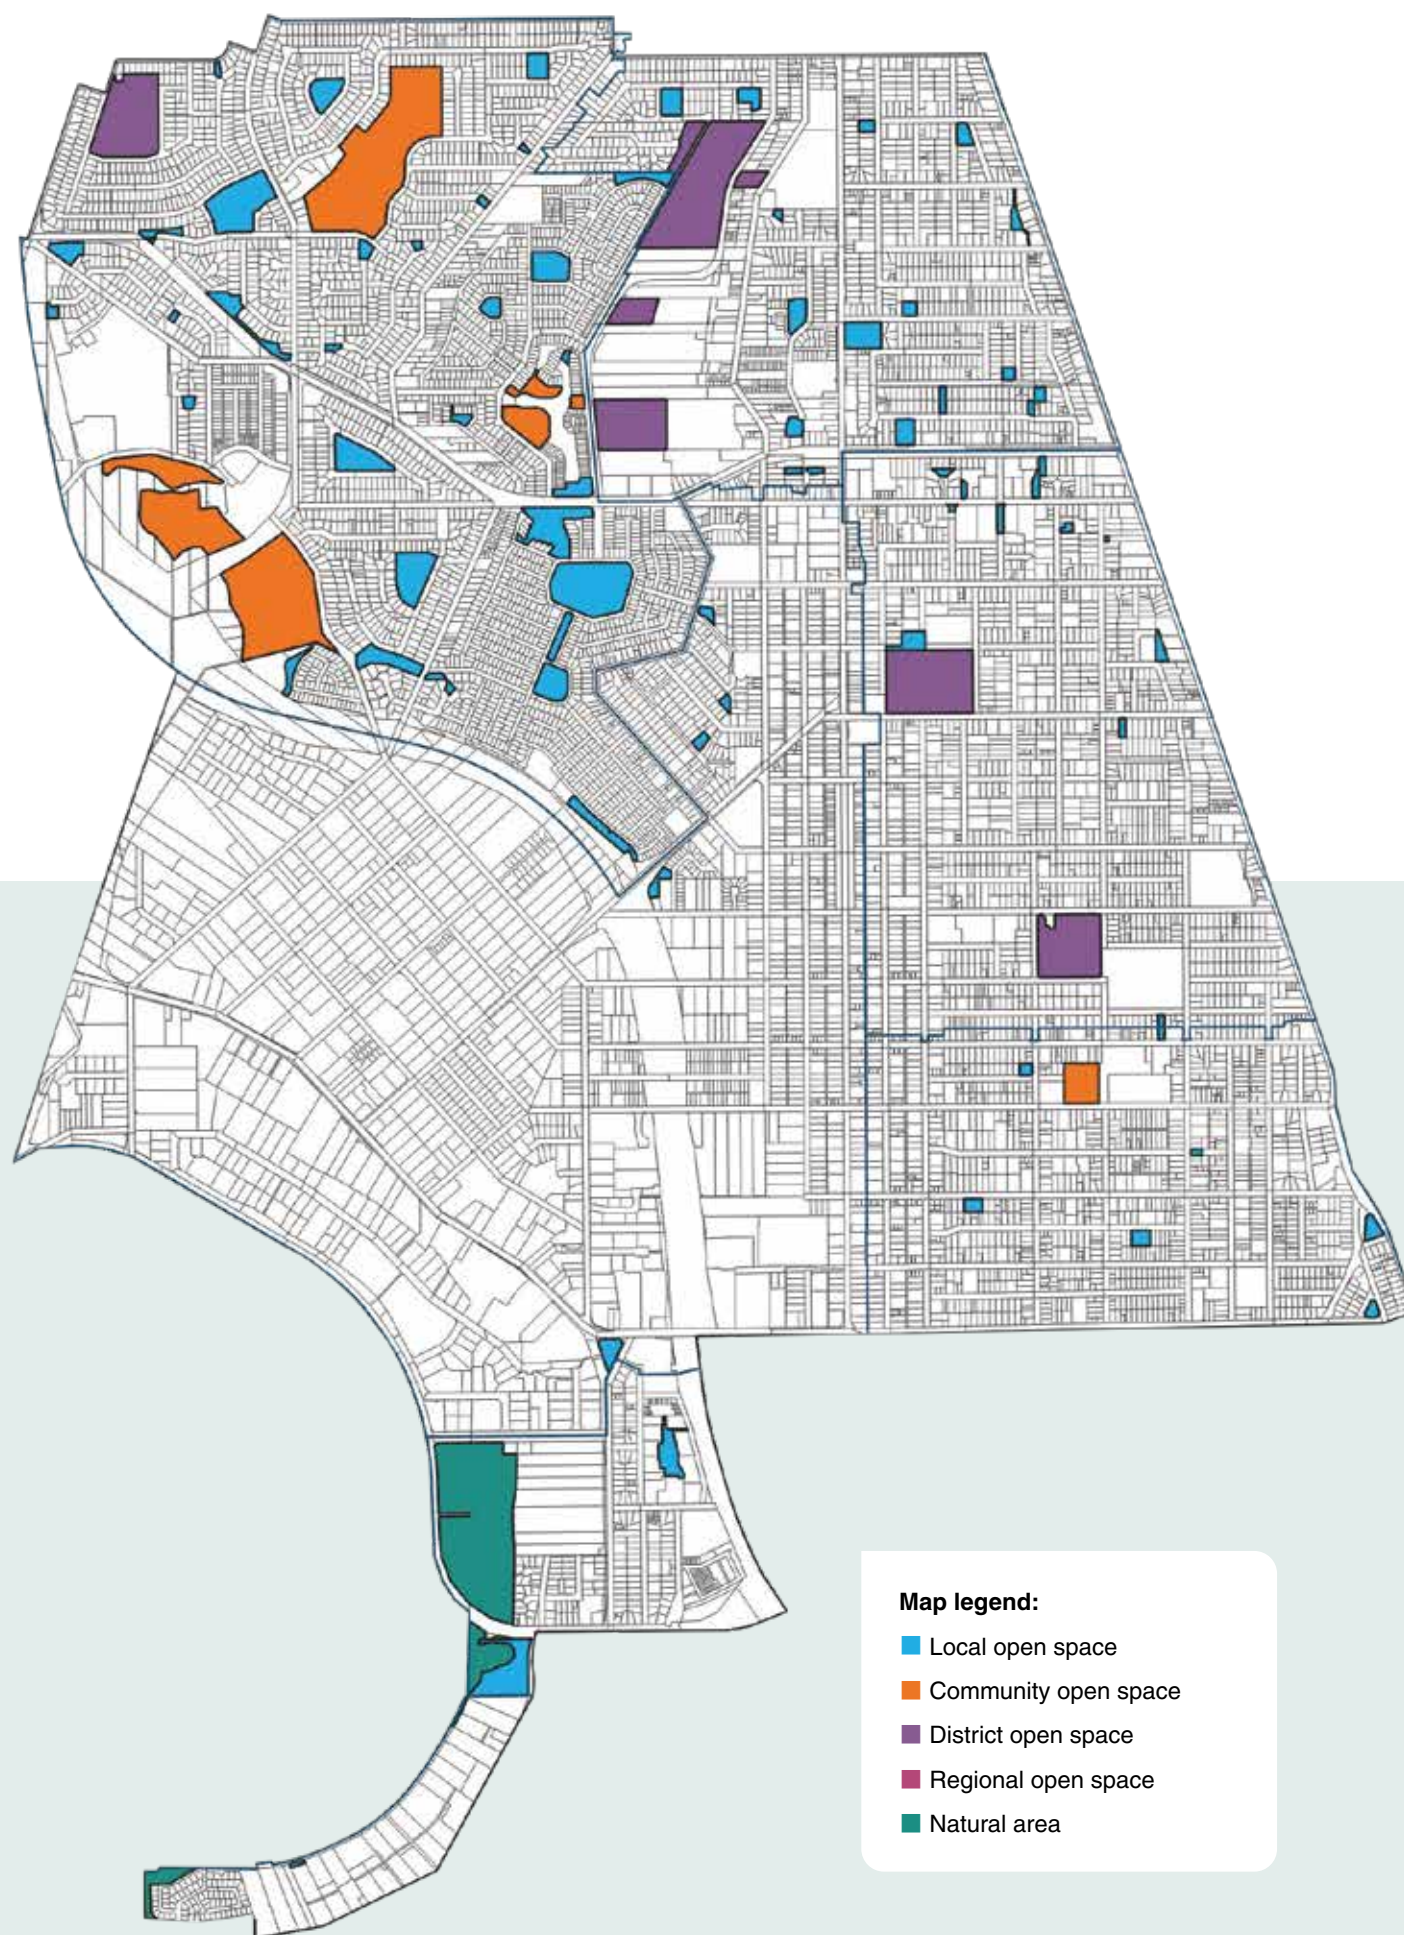 Map legend:
Local open space
Community open space
District open space
Regional open space
Natural area